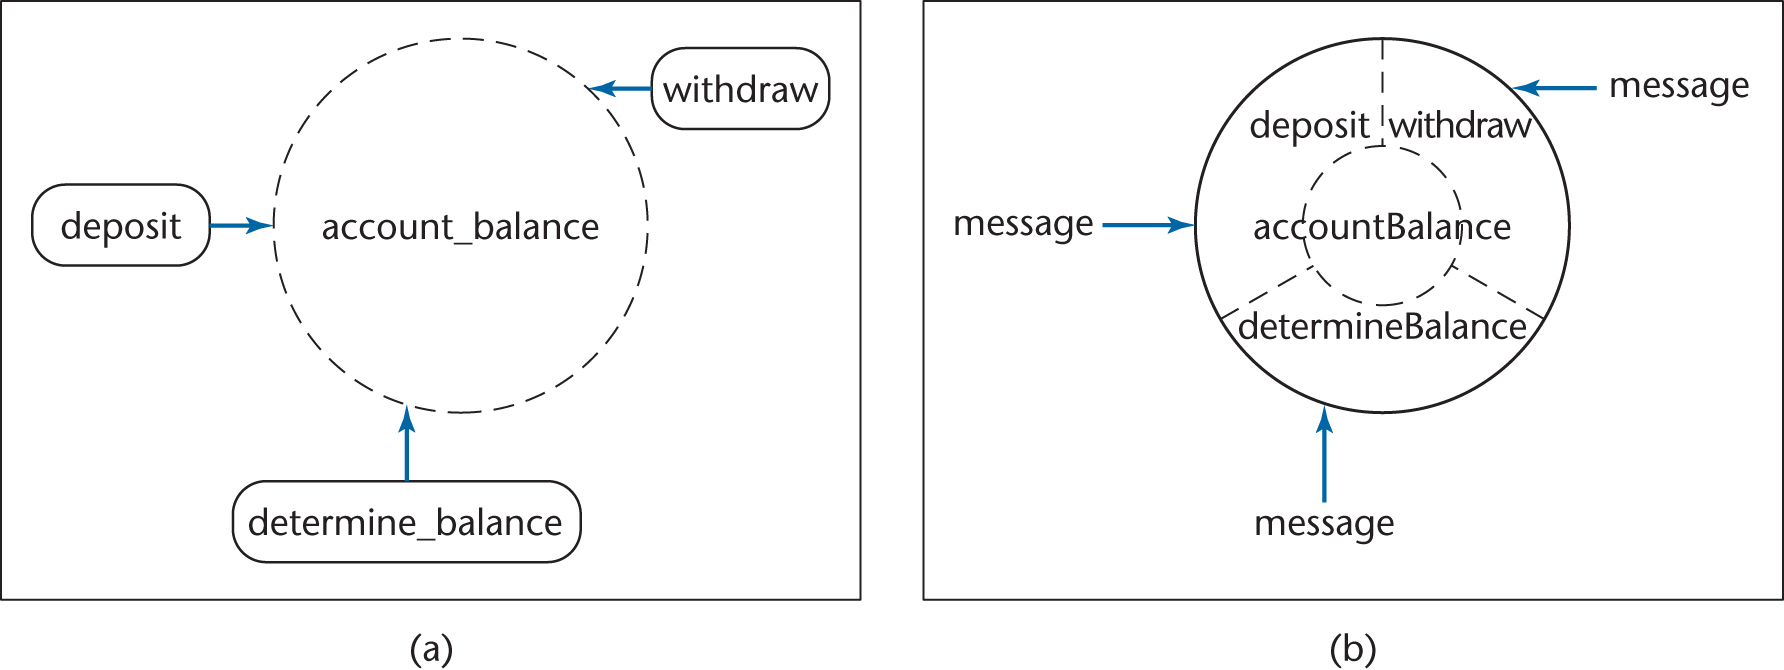 withdraw
deposit
account_balance
determine_balance
(a)
message
deposit withdraw
message
accountBalance
determineBalance
message
(b)